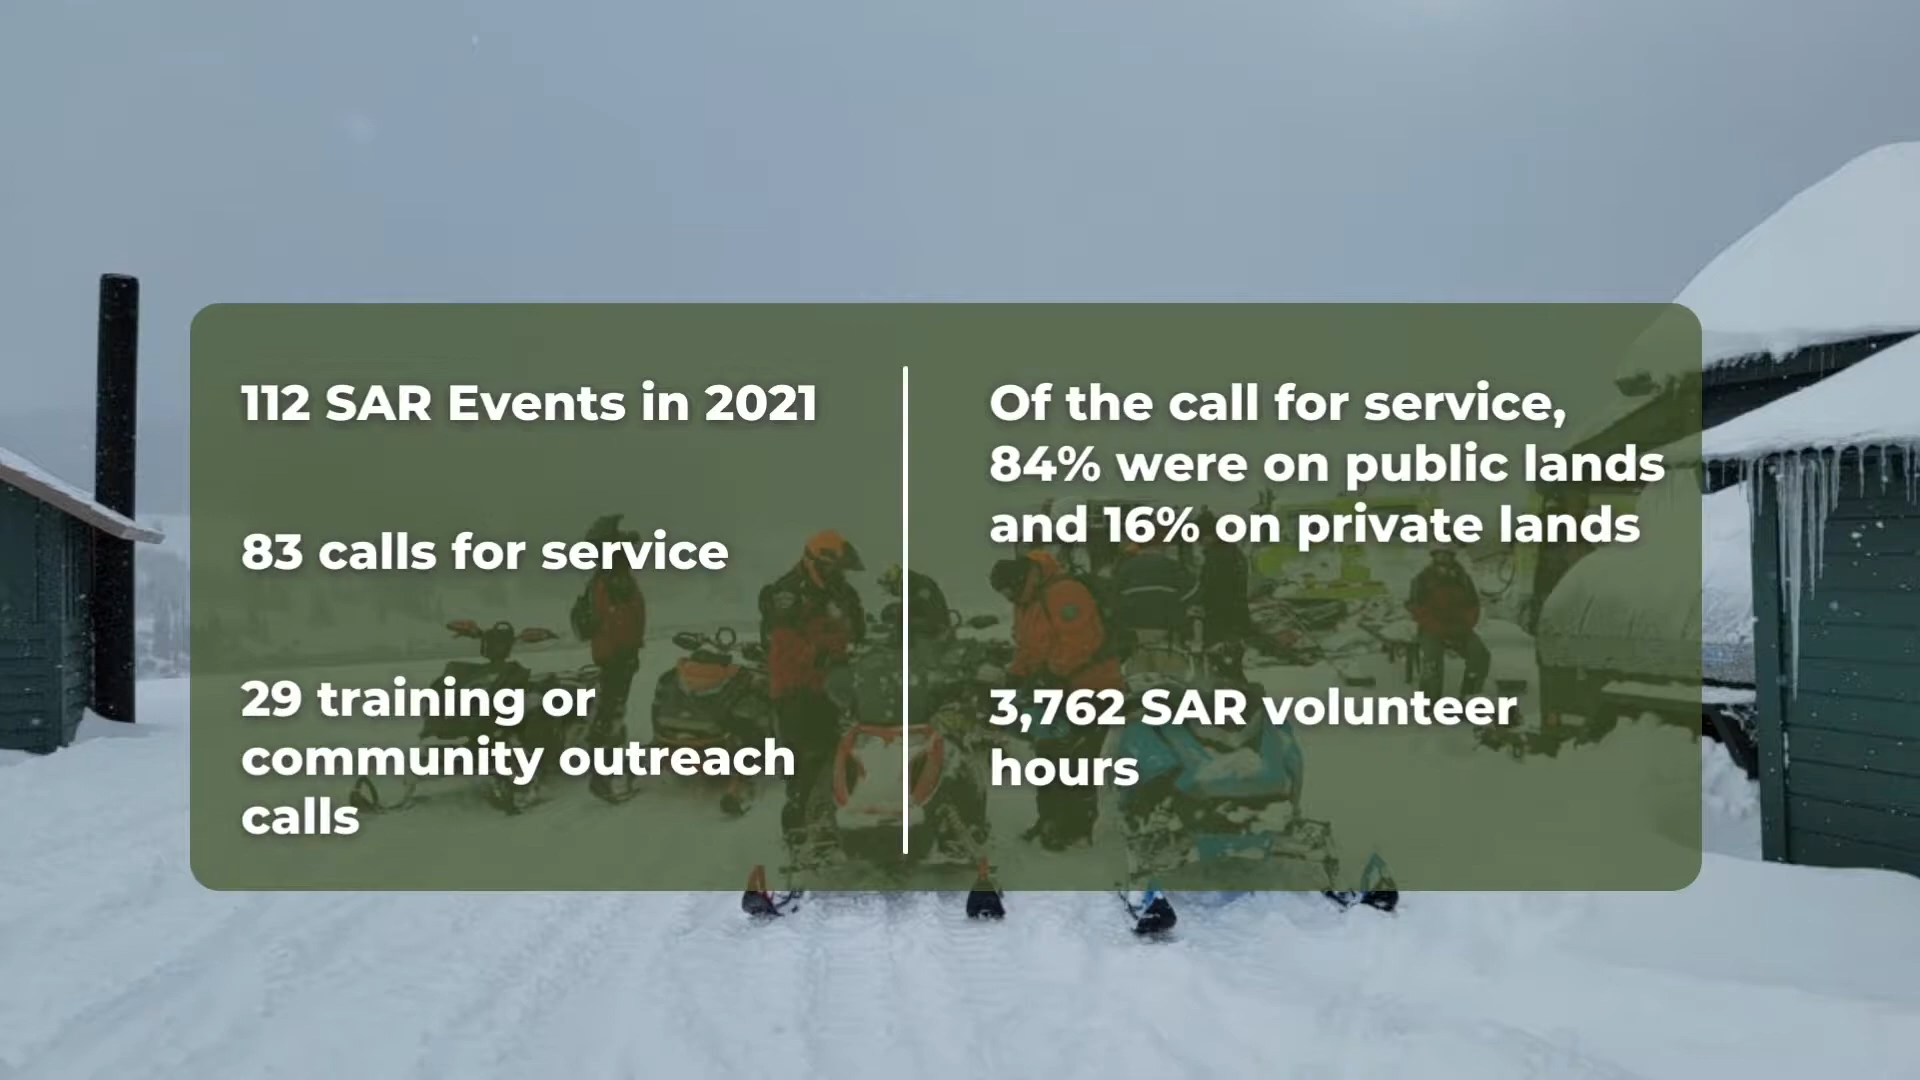 112 SAR Events in 2021
83 calls for service
29 training or
community outreach
calls
Of the call for service,
84% were on public lands
and 16% on private lands
3,762 SAR volunteer
hours